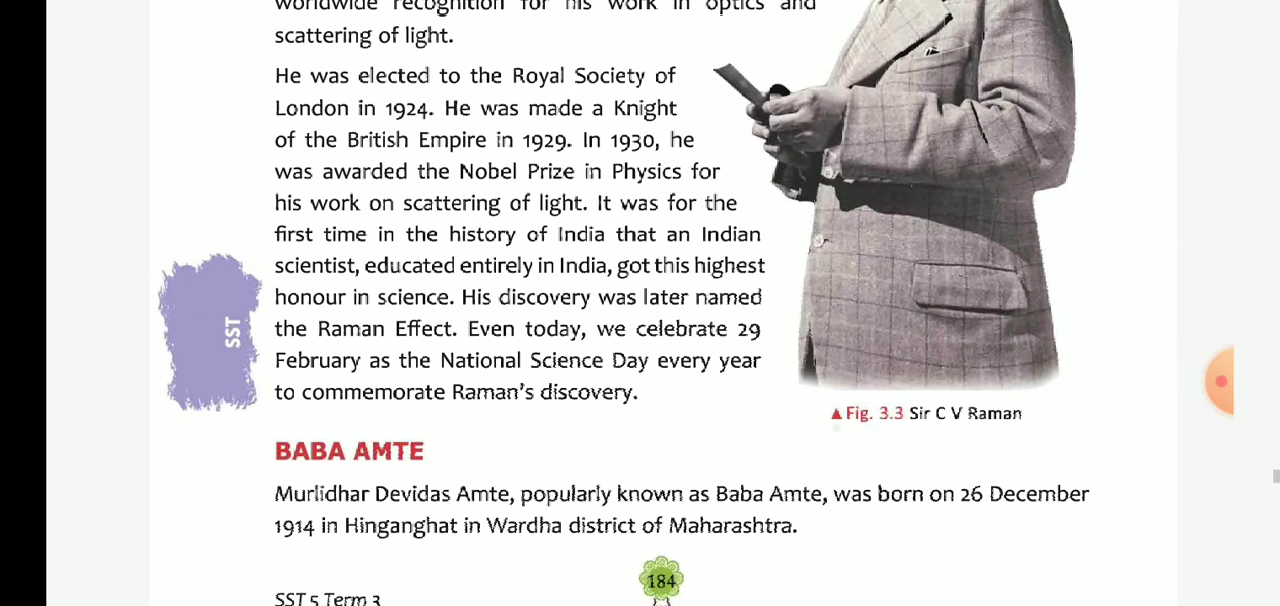 worldwide recognition for his work in optics and
scattering of light.
He was elected to the Royal Society of
London in 1924. He was made a Knight
of the British Empire in 1929. In 1930, he
was awarded the Nobel Prize in Physics for
his work on scattering of light. It was for the
first time in the history of India that an Indian
scientist, educated entirely in India, got this highest
honour in science. His discovery was later named
the Raman Effect. Even today, we celebrate 29
February as the National Science Day every year
to commemorate Raman's discovery.
SST
▲ Fig. 3.3 Sir C V Raman
BABA AMTE
Murlidhar Devidas Amte, popularly known as Baba Amte, was born on 26 December
1914 in Hinganghat in Wardha district of Maharashtra.
184
SST 5 Term 3